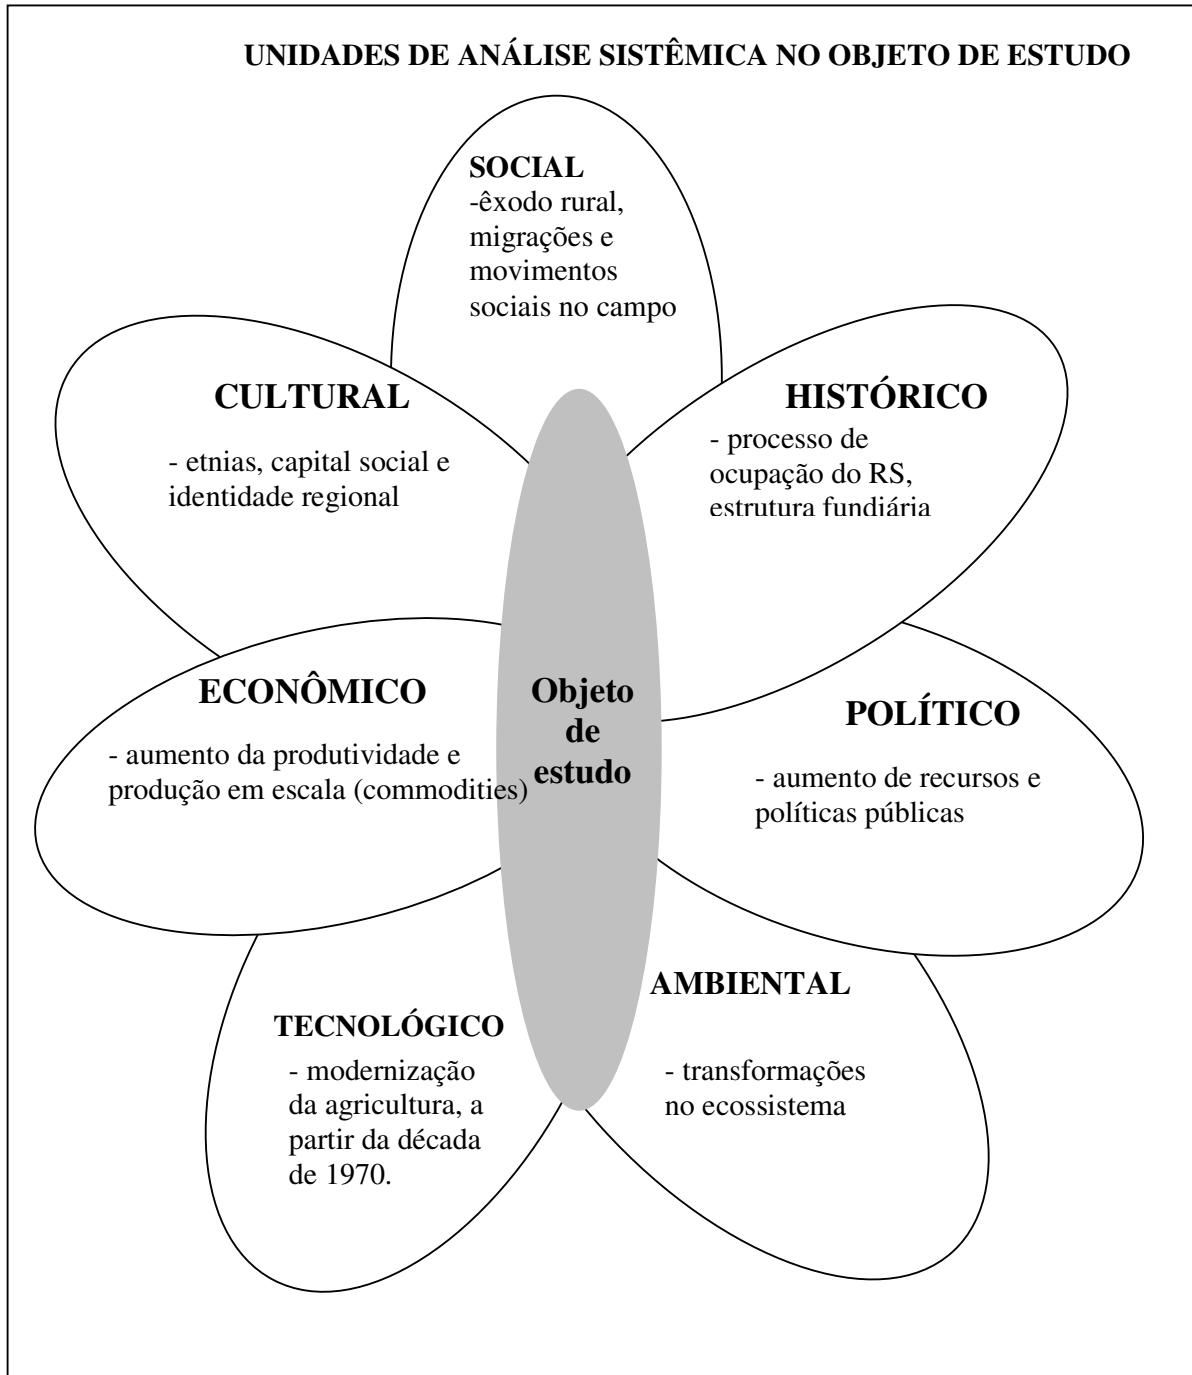 UNIDADES DE ANÁLISE SISTÊMICA NO OBJETO DE ESTUDO
SOCIAL
-êxodo rural,
migrações e
movimentos
sociais no campo
CULTURAL
- etnias, capital social e
identidade regional
HISTÓRICO
- processo de
ocupação do RS,
estrutura fundiária
ECONÔMICO
- aumento da produtividade e
produção em escala (commodities)
Objeto
de
estudo
POLÍTICO
- aumento de recursos e
políticas públicas
TECNOLÓGICO
- modernização
da agricultura, a
partir da década
de 1970.
AMBIENTAL
- transformações
no ecossistema